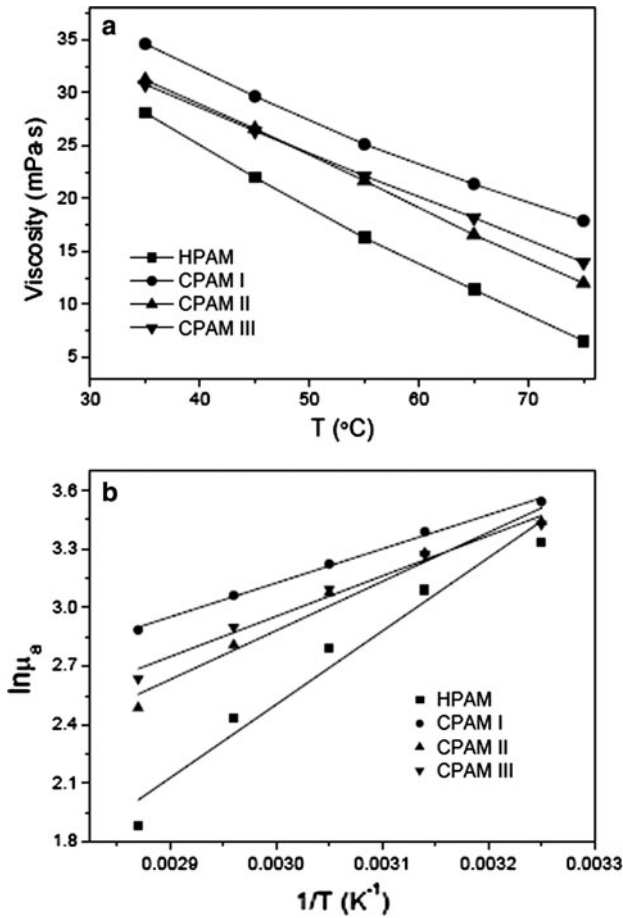 a
35
30
25
20
15
10
5
Viscosity (mPa·s)
HPAM
CPAM I
CPAM II
CPAM III
30 40 50 60 70
T (°C)
b
3.6
3.3
3.0
2.7
2.4
2.1
1.8
lnμa
HPAM
CPAM I
CPAM II
CPAM III
0.0029 0.0030 0.0031 0.0032 0.0033
1/T (K⁻¹)